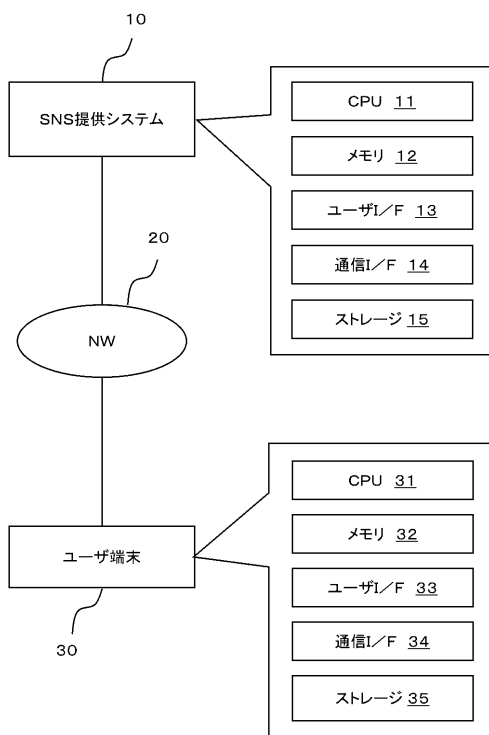 10
SNS提供システム
CPU 11
メモリ 12
ユーザI／F 13
通信I／F 14
ストレージ 15
20
NW
ユーザ端末
30
CPU 31
メモリ 32
ユーザI／F 33
通信I／F 34
ストレージ 35